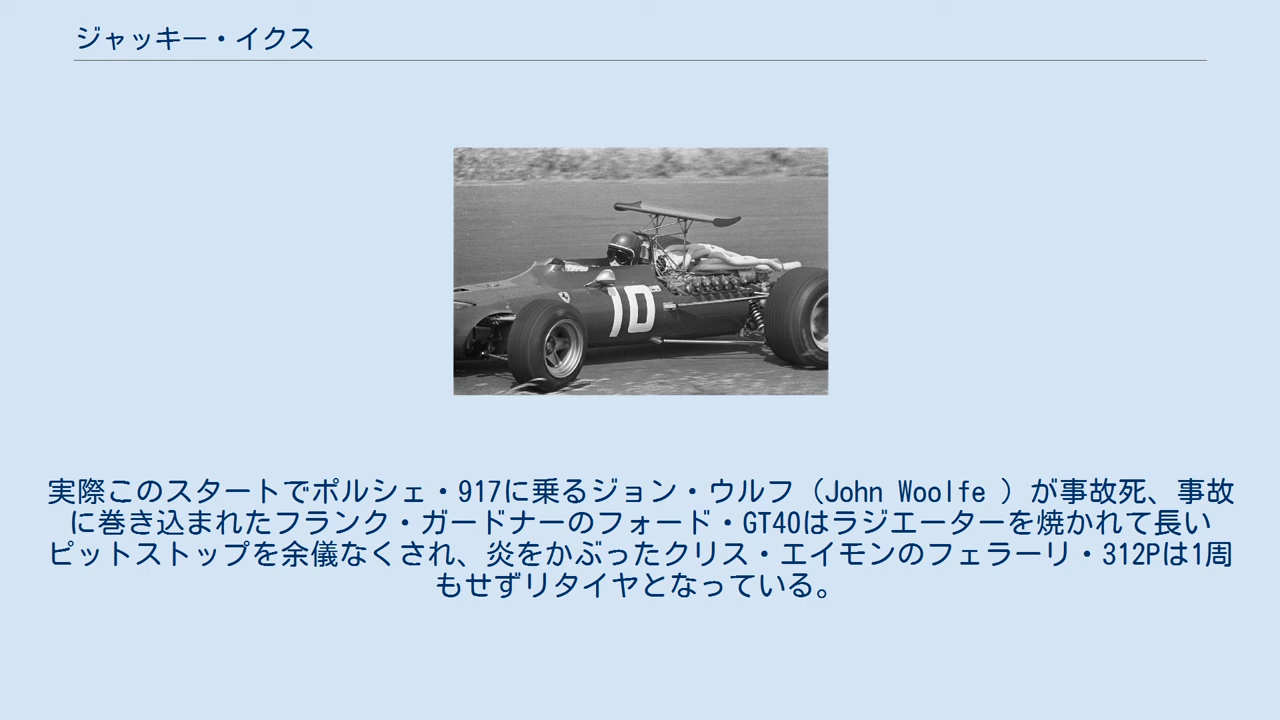 ジャッキー・イクス
10
実際このスタートでポルシェ・917に乗るジョン・ウルフ（John Woolfe ）が事故死、事故
に巻き込まれたフランク・ガードナーのフォード・GT40はラジエーターを焼かれて長い
ピットストップを余儀なくされ、炎をかぶったクリス・エイモンのフェラーリ・312Pは1周
もせずリタイヤとなっている。